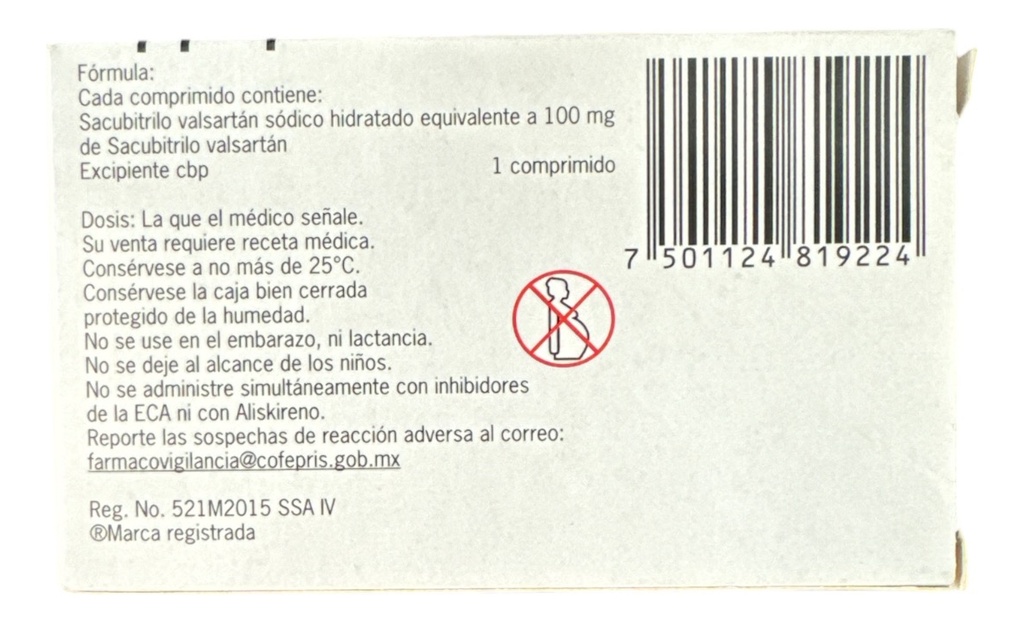 Fórmula:
Cada comprimido contiene:
Sacubitrilo valsartán sódico hidratado equivalente a 100 mg
de Sacubitrilo valsartán
Excipiente cbp 1 comprimido
Dosis: La que el médico señale.
Su venta requiere receta médica.
Consérvese a no más de 25°C.
Consérvese la caja bien cerrada
protegido de la humedad.
No se use en el embarazo, ni lactancia.
No se deje al alcance de los niños.
No se administre simultáneamente con inhibidores
de la ECA ni con Aliskireno.
Reporte las sospechas de reacción adversa al correo:
farmacovigilancia@cofepris.gob.mx
Reg. No. 521M2015 SSA IV
®Marca registrada
7 501124 819224